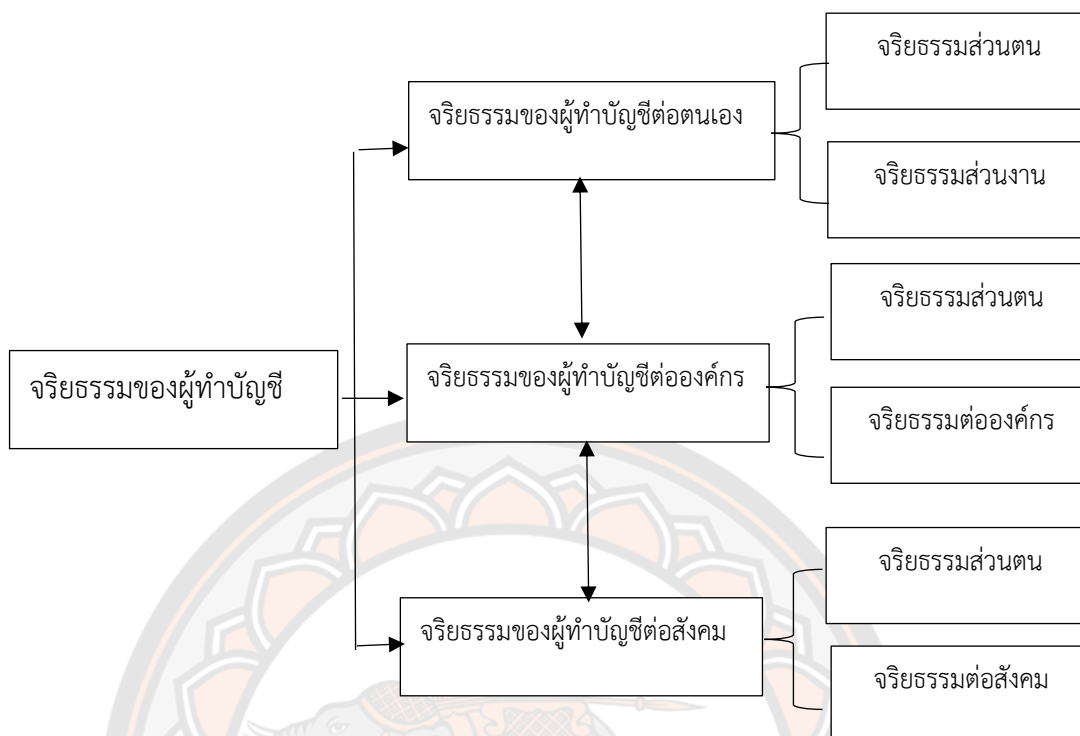 จริยธรรมของผู้ทำบัญชี
จริยธรรมของผู้ทำบัญชีต่อตนเอง
จริยธรรมส่วนตน
จริยธรรมส่วนงาน
จริยธรรมของผู้ทำบัญชีต่อองค์กร
จริยธรรมส่วนตน
จริยธรรมต่อองค์กร
จริยธรรมของผู้ทำบัญชีต่อสังคม
จริยธรรมส่วนตน
จริยธรรมต่อสังคม